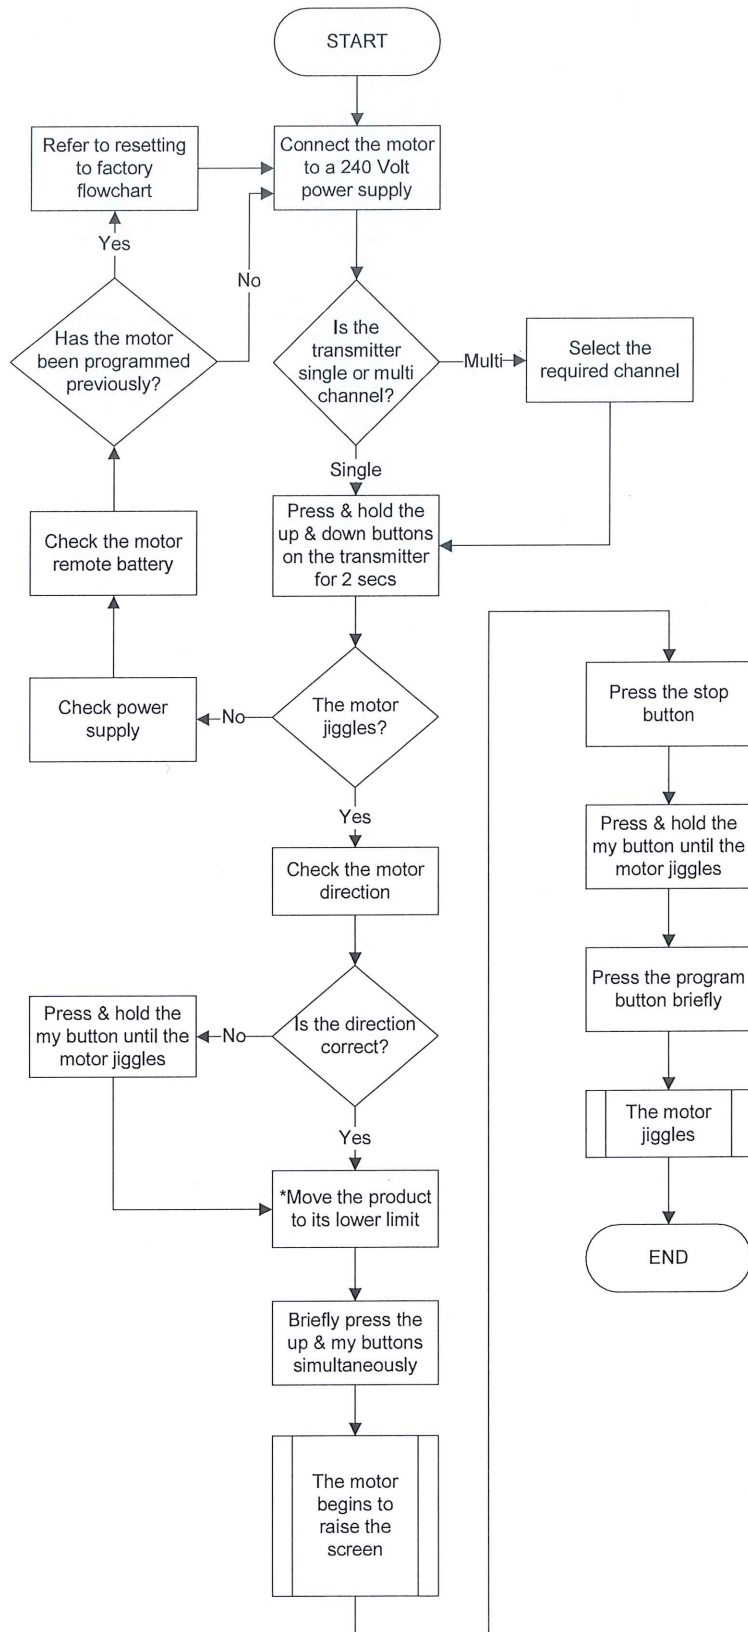 START
Refer to resetting
to factory
flowchart
Connect the motor
to a 240 Volt
power supply
Yes
No
Has the motor
been programmed
previously?
Is the
transmitter
single or multi
channel?
Multi
Select the
required channel
Single
Check the motor
remote battery
Press & hold the
up & down buttons
on the transmitter
for 2 secs
Check power
supply
No
The motor
jiggles?
Yes
Check the motor
direction
Press & hold the
my button until the
motor jiggles
No
Is the direction
correct?
Yes
*Move the product
to its lower limit
Briefly press the
up & my buttons
simultaneously
The motor
begins to
raise the
screen
Press the stop
button
Press & hold the
my button until the
motor jiggles
Press the program
button briefly
The motor
jiggles
END